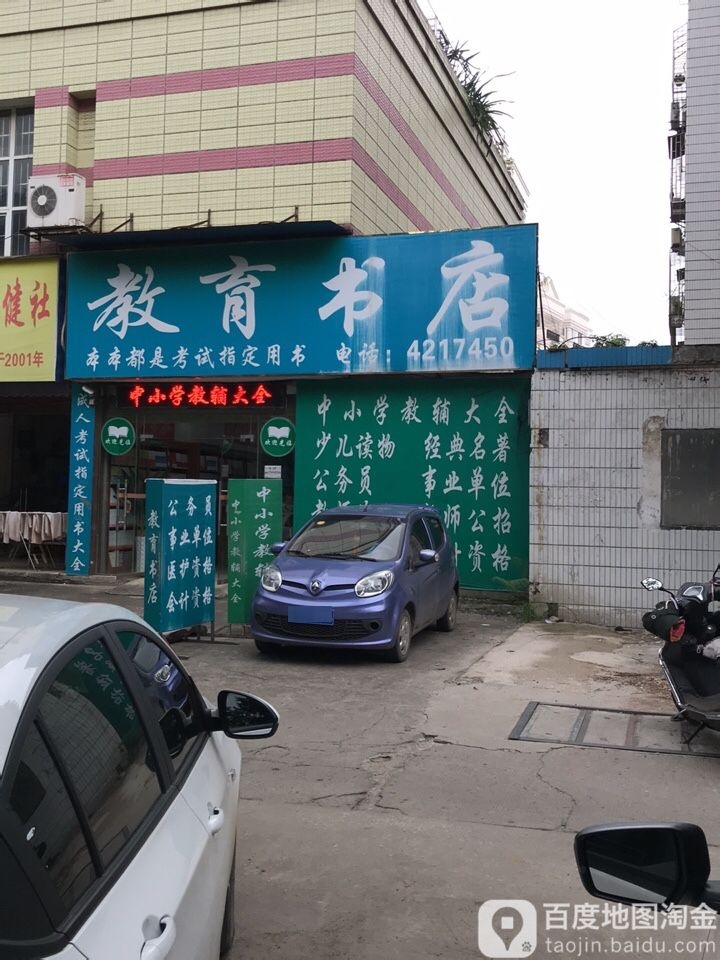 健社
2001年
教育书店
本本都是考试指定用书 电话：4217450
中小学教辅大全
成人考试指定用书大全
欢迎光临
欢迎光临
中小学教辅大全
少儿读物 经典名著
公务员 事业单位
师公招
资格
教育书店
公务员
事业单位
医护资格
会计资格
中小学教辅大全
中小学教辅
百度地图淘金
taojin.baidu.com